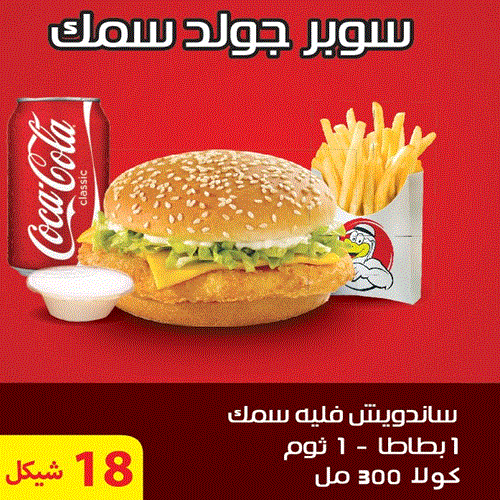 سوبر جولد سمك
Coca-Cola
classic
ساندويش فليه سمك
1 بطاطا - 1 ثوم
كولا 300 مل
18 شيكل